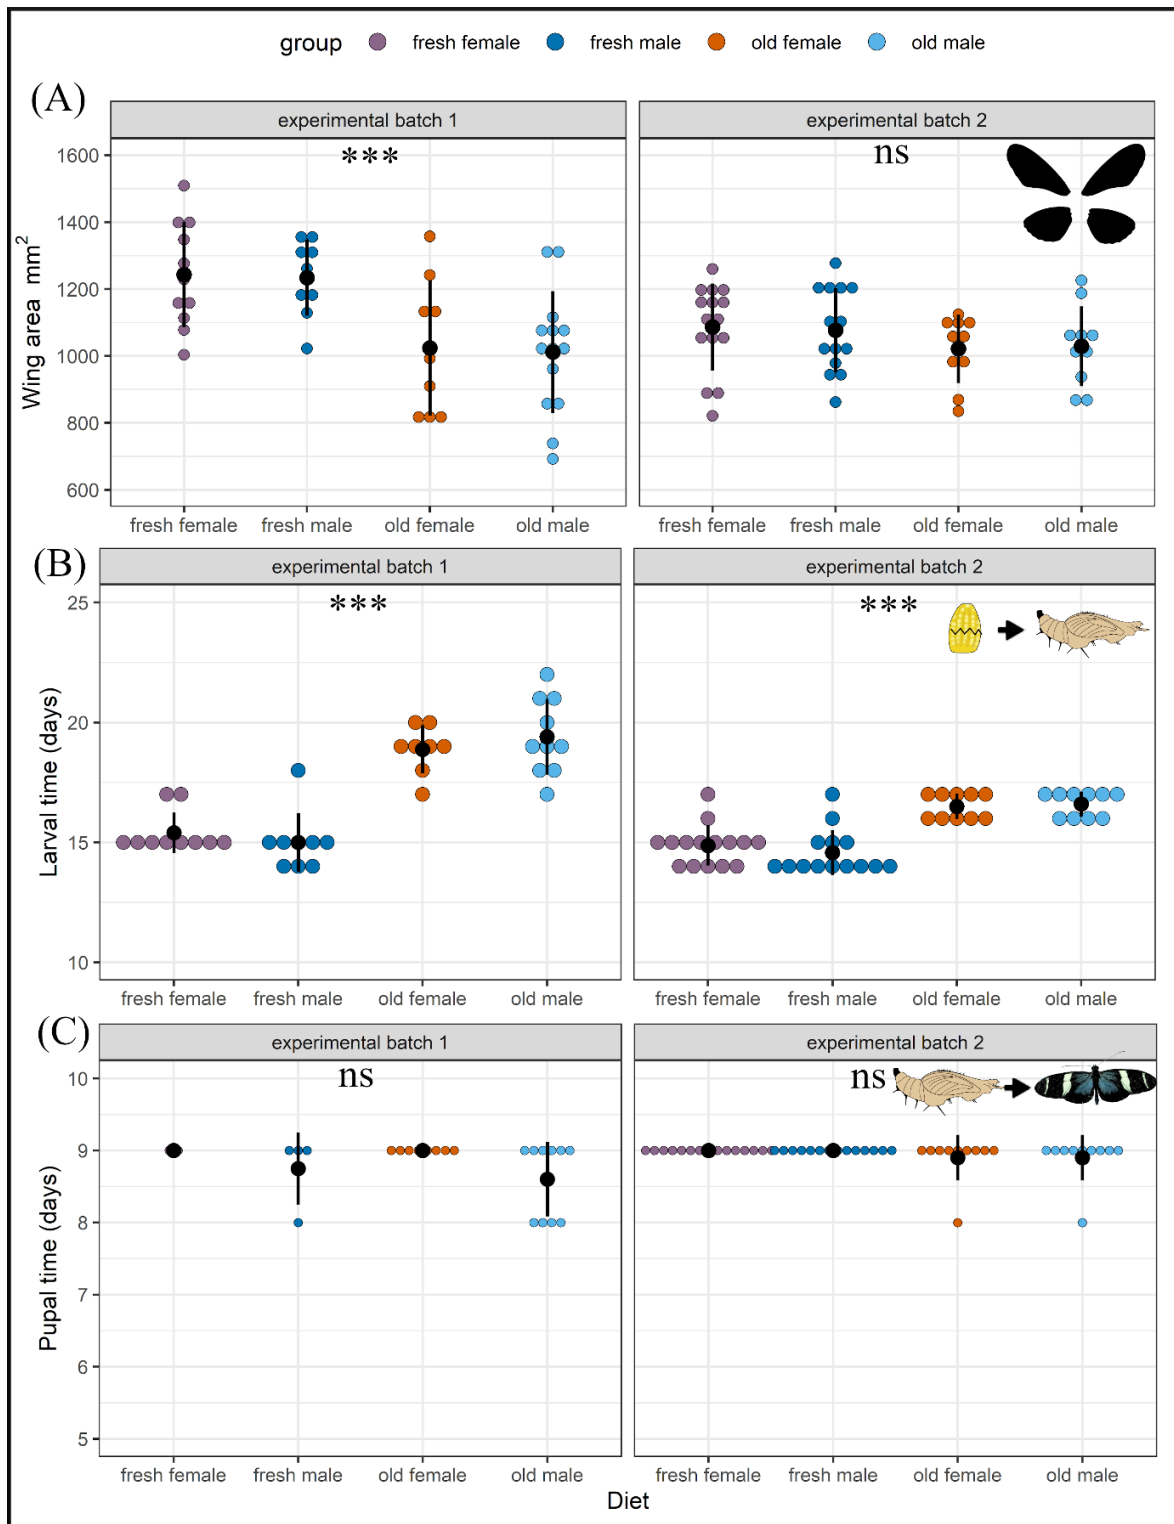 group fresh female fresh male old female old male
(A)
experimental batch 1 experimental batch 2
*** ns
1600
1400
1200
1000
800
600
Wing area mm²
fresh female fresh male old female old male fresh female fresh male old female old male
(B)
experimental batch 1 experimental batch 2
*** ***
25
20
15
10
Larval time (days)
fresh female fresh male old female old male fresh female fresh male old female old male
(C)
experimental batch 1 experimental batch 2
ns ns
10
9
8
7
6
5
Pupal time (days)
fresh female fresh male old female old male fresh female fresh male old female old male
Diet